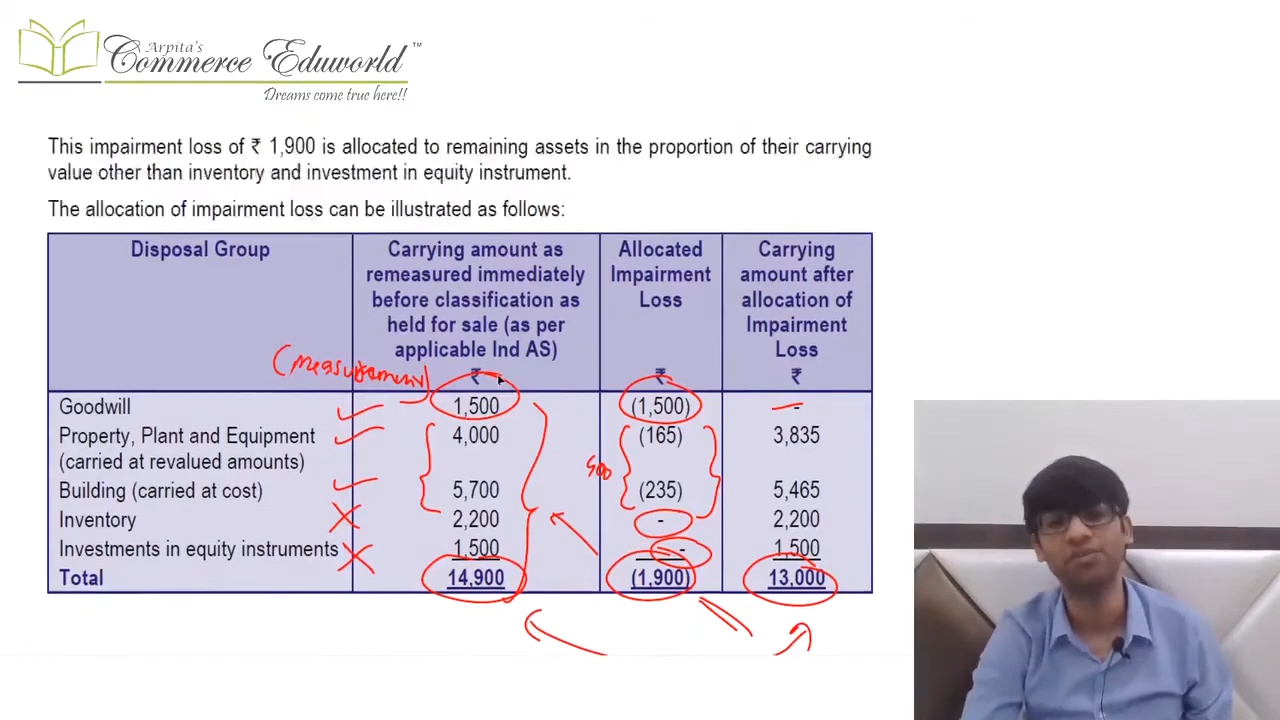 Arpita's
Commerce Eduworld™
Dreams come true here!!
This impairment loss of ₹ 1,900 is allocated to remaining assets in the proportion of their carrying
value other than inventory and investment in equity instrument.
The allocation of impairment loss can be illustrated as follows:
Disposal Group
Carrying amount as
remeasured immediately
before classification as
held for sale (as per
applicable Ind AS)
₹
Allocated
Impairment
Loss
₹
Carrying
amount after
allocation of
Impairment
Loss
₹
(measurement)
Goodwill 1,500 (1,500) -
Property, Plant and Equipment 4,000 (165) 3,835
(carried at revalued amounts)
400
Building (carried at cost) 5,700 (235) 5,465
Inventory 2,200 - 2,200
Investments in equity instruments 1,500 - 1,500
Total 14,900 (1,900) 13,000